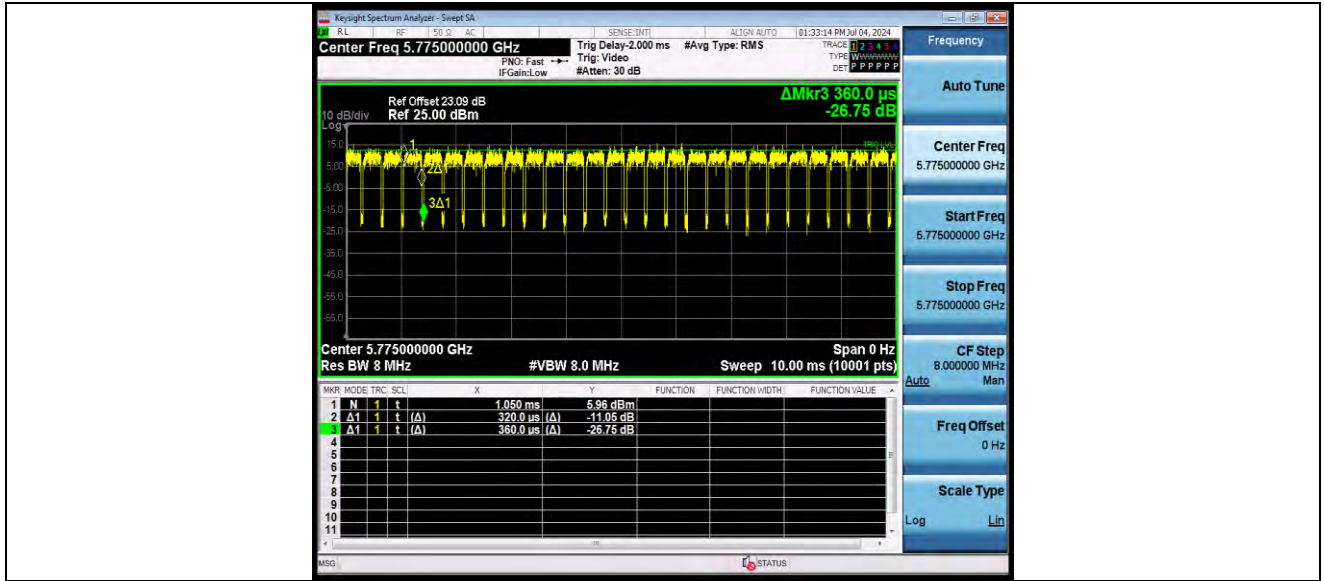 Keysight Spectrum Analyzer - Swept SA
RL RF 50 Ω AC SENSE:INT ALIGN AUTO 01:33:14 PM Jul 04, 2024
Center Freq 5.775000000 GHz
PNO: Fast
IFGain:Low
Trig Delay-2.000 ms
Trig: Video
#Atten: 30 dB
#Avg Type: RMS
TRACE 1 2 3 4 5 6
TYPE WWWWWW
DET P P P P P P
ΔMkr3 360.0 µs
-26.75 dB
Ref Offset 23.09 dB
10 dB/div Ref 25.00 dBm
Log
15.0
5.00
-5.00
-15.0
-25.0
-35.0
-45.0
-55.0
-65.0
1
2Δ1
3Δ1
TRIG LVL
Center 5.775000000 GHz Span 0 Hz
Res BW 8 MHz #VBW 8.0 MHz Sweep 10.00 ms (10001 pts)
MKR MODE TRC SCL X Y FUNCTION FUNCTION WIDTH FUNCTION VALUE
1 N 1 t 1.050 ms 5.96 dBm
2 Δ1 1 t (Δ) 320.0 µs (Δ) -11.05 dB
3 Δ1 1 t (Δ) 360.0 µs (Δ) -26.75 dB
4
5
6
7
8
9
10
11
MSG STATUS
Frequency
Auto Tune
Center Freq
5.775000000 GHz
Start Freq
5.775000000 GHz
Stop Freq
5.775000000 GHz
CF Step
8.000000 MHz
Auto Man
Freq Offset
0 Hz
Scale Type
Log Lin